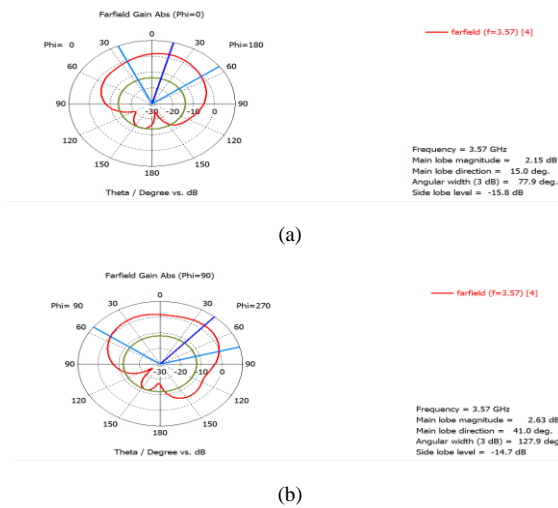 Farfield Gain Abs (Phi=0)
farfield (f=3.57) [4]
0
Phi= 0 30 30 Phi=180
60 60
90 -30 -20 -10 0 90
120 120
150 150
180
Theta / Degree vs. dB
Frequency = 3.57 GHz
Main lobe magnitude = 2.15 dB
Main lobe direction = 15.0 deg.
Angular width (3 dB) = 77.9 deg.
Side lobe level = -15.8 dB
(a)
Farfield Gain Abs (Phi=90)
farfield (f=3.57) [4]
0
Phi= 90 30 30 Phi=270
60 60
90 -30 -20 -10 0 90
120 120
150 150
180
Theta / Degree vs. dB
Frequency = 3.57 GHz
Main lobe magnitude = 2.63 dB
Main lobe direction = 41.0 deg.
Angular width (3 dB) = 127.9 deg
Side lobe level = -14.7 dB
(b)